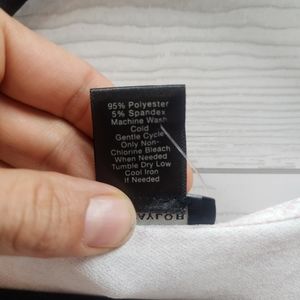 95% Polyester
5% Spandex
Machine Wash
Cold
Gentle Cycle
Only Non-
Chlorine Bleach
When Needed
Tumble Dry Low
Cool Iron
If Needed